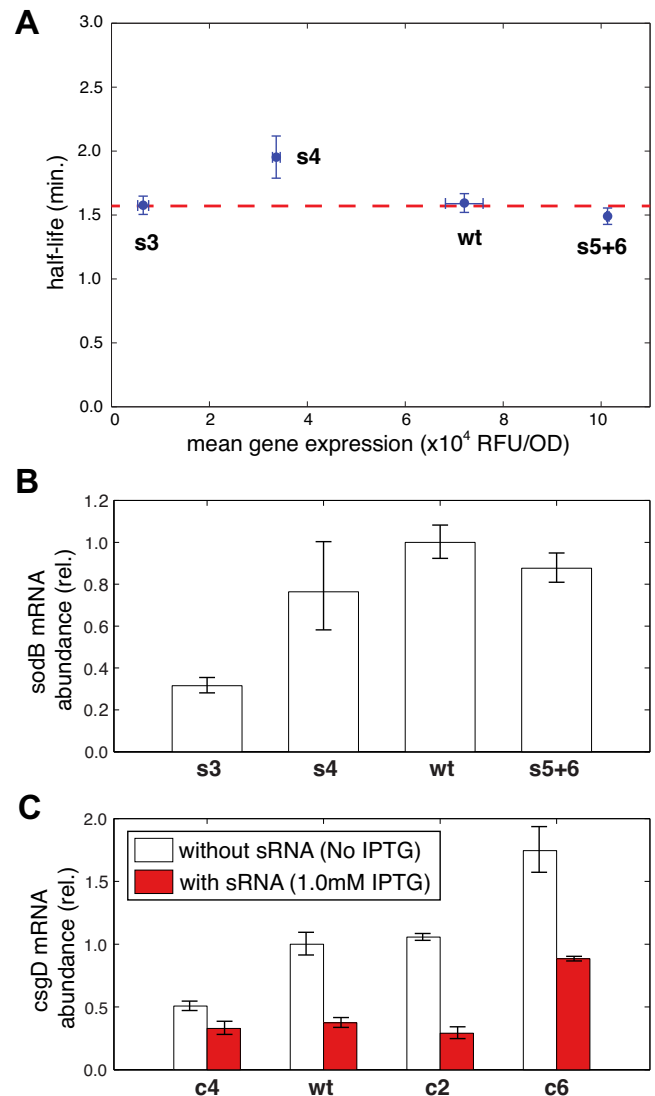 A
3.0
2.5
2.0
1.5
1.0
0.5
0.0
half-life (min.)
s4
s3
wt
s5+6
0 2 4 6 8 10
mean gene expression (x10⁴ RFU/OD)
B
1.2
1.0
0.8
0.6
0.4
0.2
0.0
sodB mRNA
abundance (rel.)
s3 s4 wt s5+6
C
2.0
1.5
1.0
0.5
0.0
csgD mRNA
abundance (rel.)
without sRNA (No IPTG)
with sRNA (1.0mM IPTG)
c4 wt c2 c6